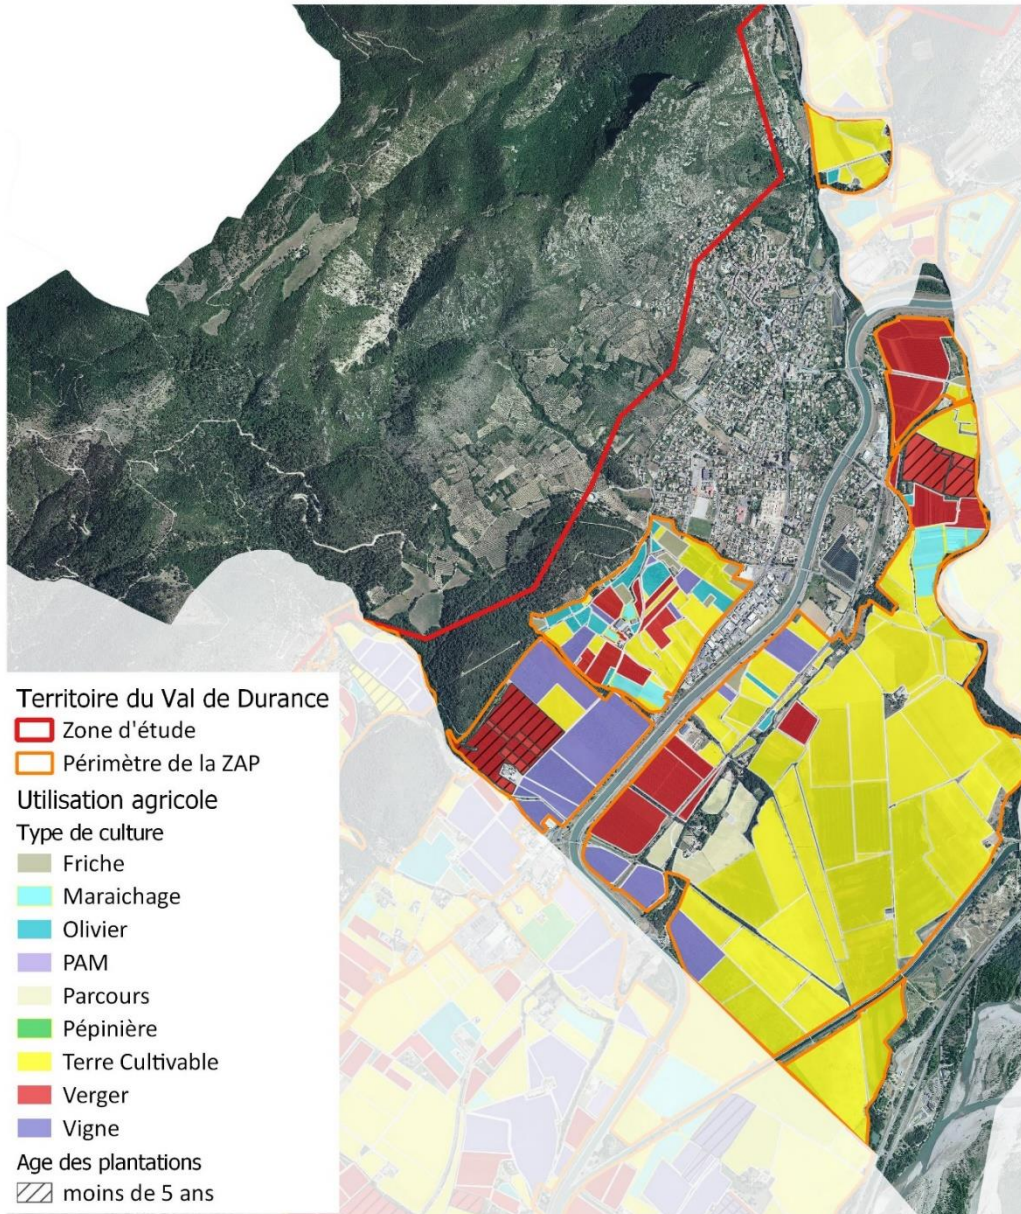 Territoire du Val de Durance
Zone d'étude
Périmètre de la ZAP
Utilisation agricole
Type de culture
Friche
Maraichage
Olivier
PAM
Parcours
Pépinière
Terre Cultivable
Verger
Vigne
Age des plantations
moins de 5 ans